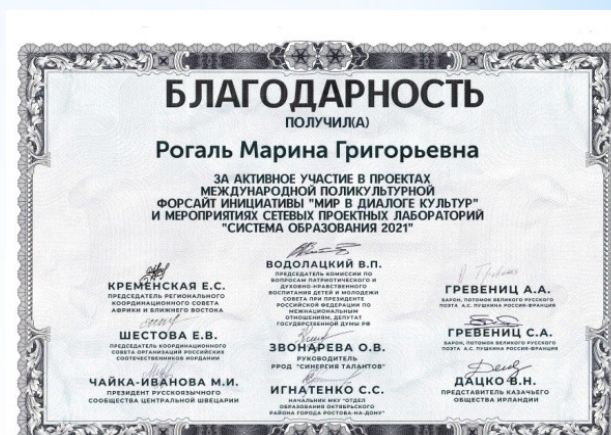 БЛАГОДАРНОСТЬ
ПОЛУЧИЛ(А)
Рогаль Марина Григорьевна
ЗА АКТИВНОЕ УЧАСТИЕ В ПРОЕКТАХ
МЕЖДУНАРОДНОЙ ПОЛИКУЛЬТУРНОЙ
ФОРСАЙТ ИНИЦИАТИВЫ "МИР В ДИАЛОГЕ КУЛЬТУР"
И МЕРОПРИЯТИЯХ СЕТЕВЫХ ПРОЕКТНЫХ ЛАБОРАТОРИЙ
"СИСТЕМА ОБРАЗОВАНИЯ 2021"
КРЕМЕНСКАЯ Е.С.
ПРЕДСЕДАТЕЛЬ РЕГИОНАЛЬНОГО
КООРДИНАЦИОННОГО СОВЕТА
АФРИКИ И БЛИЖНЕГО ВОСТОКА
ШЕСТОВА Е.В.
ПРЕДСЕДАТЕЛЬ КООРДИНАЦИОННОГО
СОВЕТА ОРГАНИЗАЦИЙ РОССИЙСКИХ
СООТЕЧЕСТВЕННИКОВ ИОРДАНИИ
ЧАЙКА-ИВАНОВА М.И.
ПРЕЗИДЕНТ РУССКОЯЗЫЧНОГО
СООБЩЕСТВА ЦЕНТРАЛЬНОЙ ШВЕЦАРИИ
ВОДОЛАЦКИЙ В.П.
ПРЕДСЕДАТЕЛЬ КОМИССИИ ПО
ВОПРОСАМ ПАТРИОТИЧЕСКОГО И
ДУХОВНО-НРАВСТВЕННОГО
ВОСПИТАНИЯ ДЕТЕЙ И МОЛОДЕЖИ
СОВЕТА ПРИ ПРЕЗИДЕНТЕ
РОССИЙСКОЙ ФЕДЕРАЦИИ ПО
МЕЖНАЦИОНАЛЬНЫМ
ОТНОШЕНИЯМ, ДЕПУТАТ
ГОСУДАРСТВЕННОЙ ДУМЫ РФ
ЗВОНАРЕВА О.В.
РУКОВОДИТЕЛЬ
РРОД "СИНЕРГИЯ ТАЛАНТОВ"
ИГНАТЕНКО С.С.
НАЧАЛЬНИК МКУ "ОТДЕЛ
ОБРАЗОВАНИЯ ОКТЯБРЬСКОГО
РАЙОНА ГОРОДА РОСТОВА-НА-ДОНУ"
ГРЕВЕНИЦ А.А.
БАРОН, ПОТОМОК ВЕЛИКОГО РУССКОГО
ПОЭТА А.С. ПУШКИНА РОССИЯ-ФРАНЦИЯ
ГРЕВЕНИЦ С.А.
БАРОН, ПОТОМОК ВЕЛИКОГО РУССКОГО
ПОЭТА А.С. ПУШКИНА РОССИЯ-ФРАНЦИЯ
ДАЦКО В.Н.
ПРЕДСТАВИТЕЛЬ КАЗАЧЬЕГО
ОБЩЕСТВА ИРЛАНДИИ